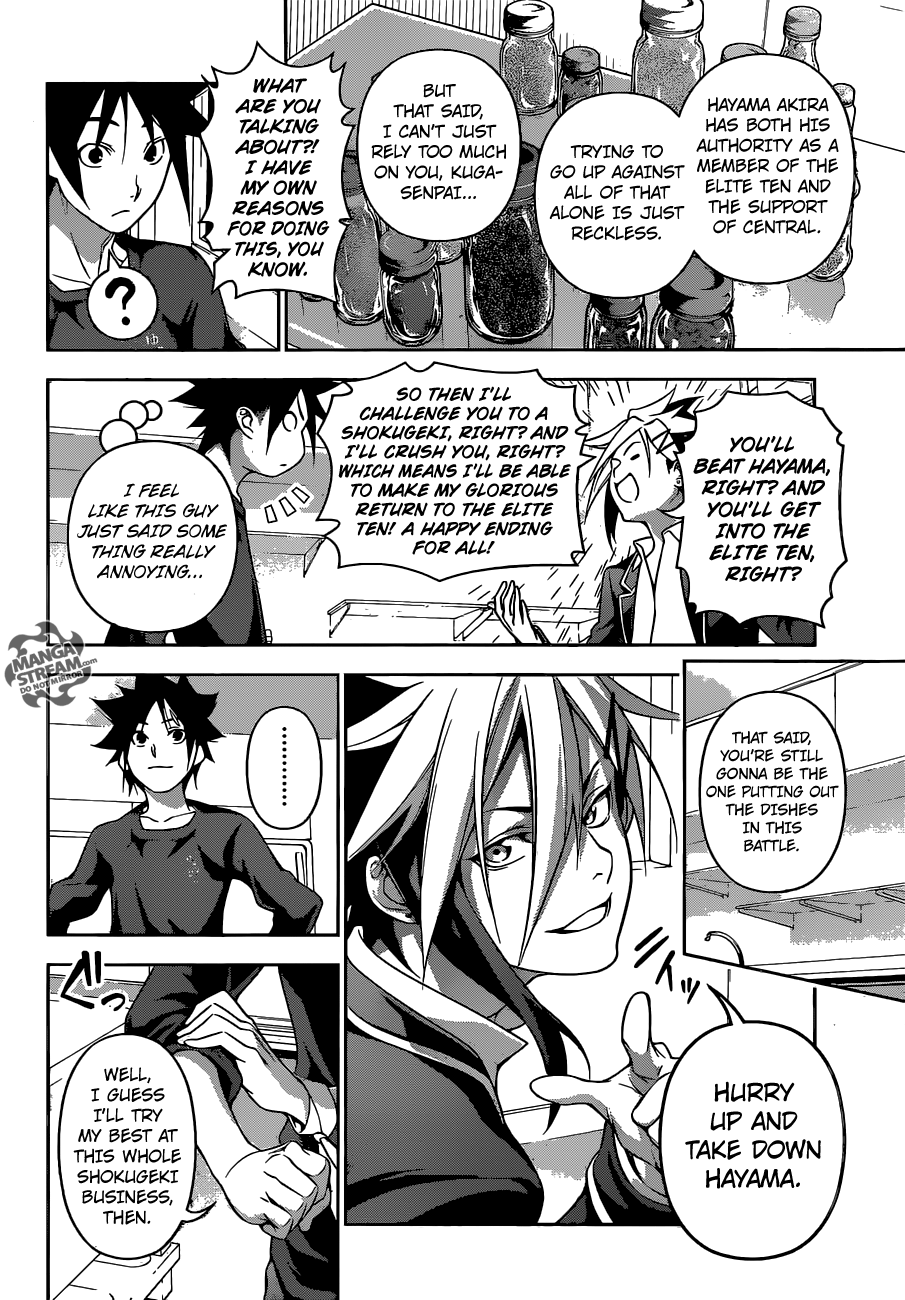 HAYAMA AKIRA
HAS BOTH HIS
AUTHORITY AS A
MEMBER OF THE
ELITE TEN AND
THE SUPPORT
OF CENTRAL.
TRYING TO
GO UP AGAINST
ALL OF THAT
ALONE IS JUST
RECKLESS.
BUT
THAT SAID,
I CAN'T JUST
RELY TOO MUCH
ON YOU, KUGA-
SENPAI...
WHAT
ARE YOU
TALKING
ABOUT?!
I HAVE
MY OWN
REASONS
FOR DOING
THIS, YOU
KNOW.
?
YOU'LL
BEAT HAYAMA,
RIGHT? AND
YOU'LL GET
INTO THE
ELITE TEN,
RIGHT?
SO THEN I'LL
CHALLENGE YOU TO A
SHOKUGEKI, RIGHT? AND
I'LL CRUSH YOU, RIGHT?
WHICH MEANS I'LL BE ABLE
TO MAKE MY GLORIOUS
RETURN TO THE ELITE
TEN! A HAPPY ENDING
FOR ALL!
I FEEL
LIKE THIS GUY
JUST SAID SOME
THING REALLY
ANNOYING...
MANGA
STREAM.com
DO NOT MIRROR!
THAT SAID,
YOU'RE STILL
GONNA BE THE
ONE PUTTING OUT
THE DISHES
IN THIS
BATTLE.
HURRY
UP AND
TAKE DOWN
HAYAMA.
.........
ぐっ
WELL,
I GUESS
I'LL TRY
MY BEST AT
THIS WHOLE
SHOKUGEKI
BUSINESS,
THEN.